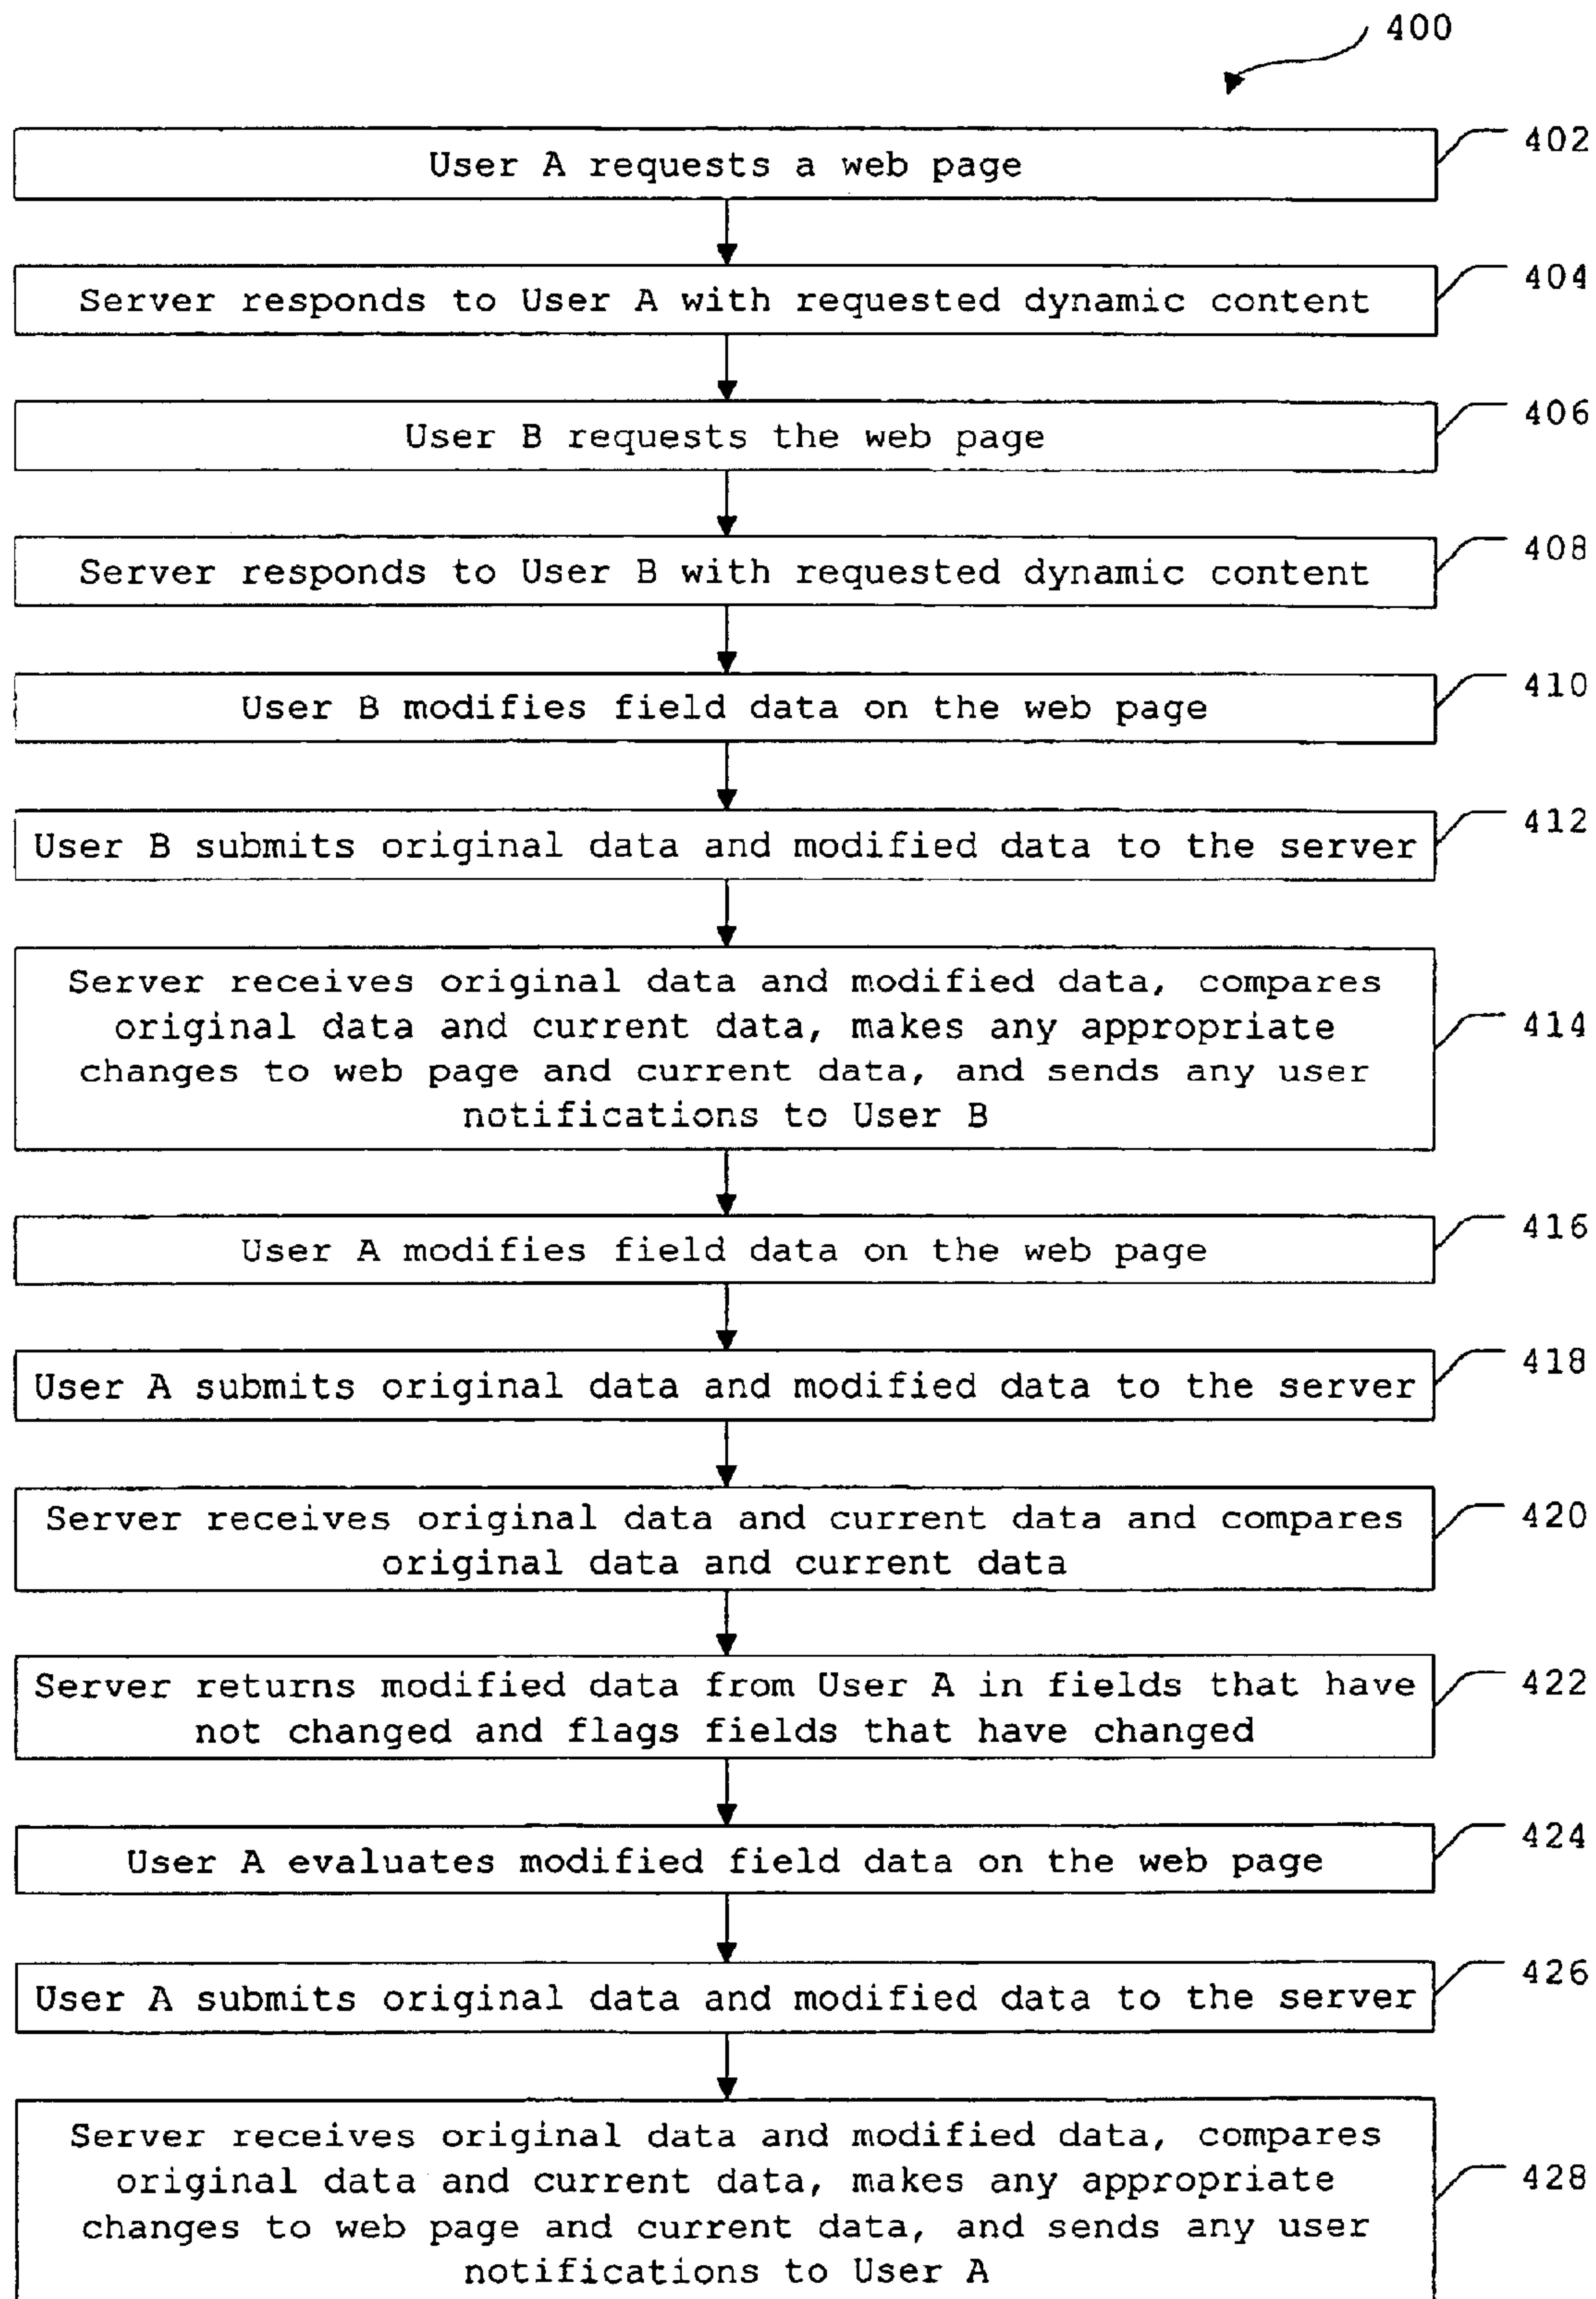 400
User A requests a web page
402
Server responds to User A with requested dynamic content
404
User B requests the web page
406
Server responds to User B with requested dynamic content
408
User B modifies field data on the web page
410
User B submits original data and modified data to the server
412
Server receives original data and modified data, compares
original data and current data, makes any appropriate
changes to web page and current data, and sends any user
notifications to User B
414
User A modifies field data on the web page
416
User A submits original data and modified data to the server
418
Server receives original data and current data and compares
original data and current data
420
Server returns modified data from User A in fields that have
not changed and flags fields that have changed
422
User A evaluates modified field data on the web page
424
User A submits original data and modified data to the server
426
Server receives original data and modified data, compares
original data and current data, makes any appropriate
changes to web page and current data, and sends any user
notifications to User A
428